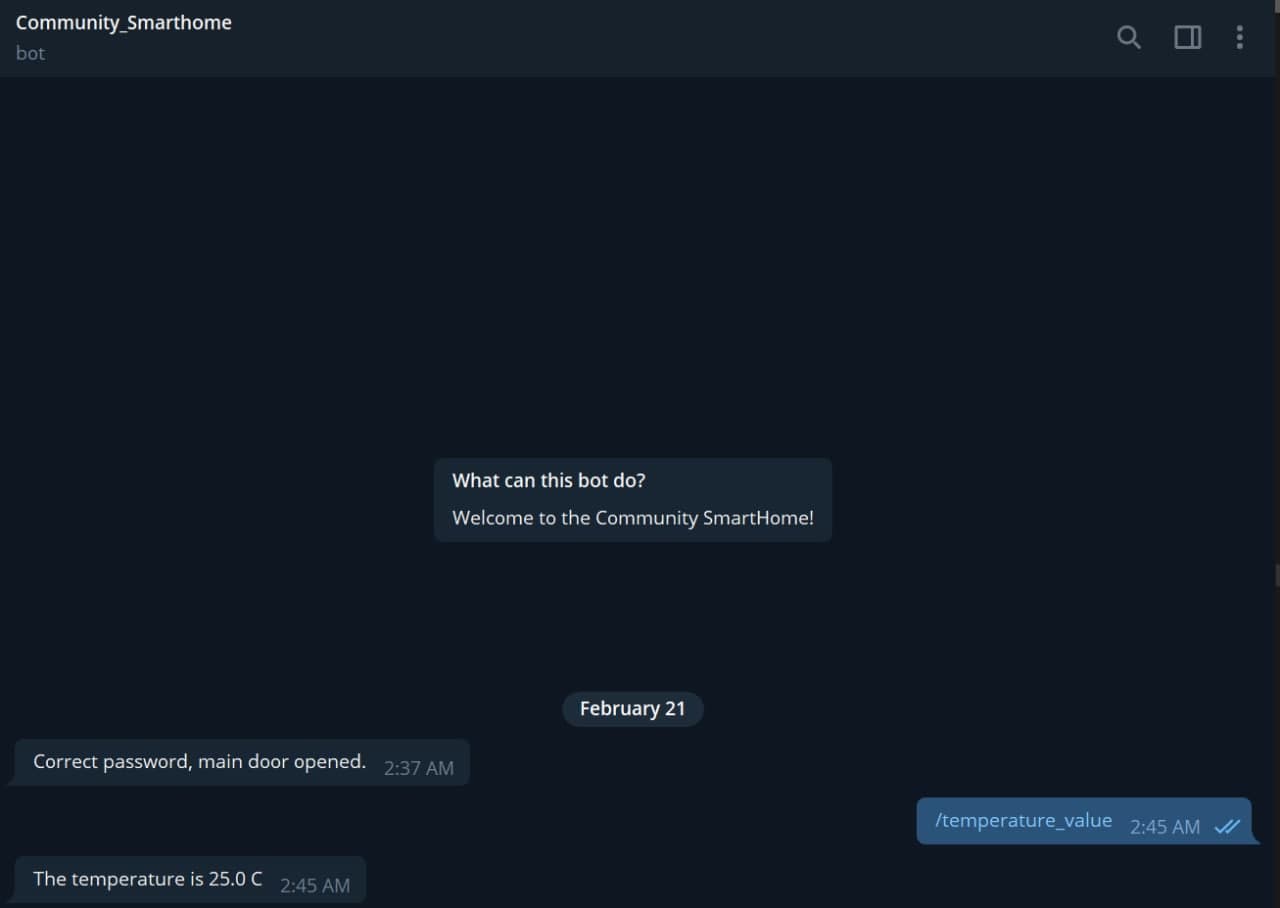 Community_Smarthome
bot
What can this bot do?
Welcome to the Community SmartHome!
February 21
Correct password, main door opened. 2:37 AM
/temperature_value 2:45 AM
The temperature is 25.0 C 2:45 AM